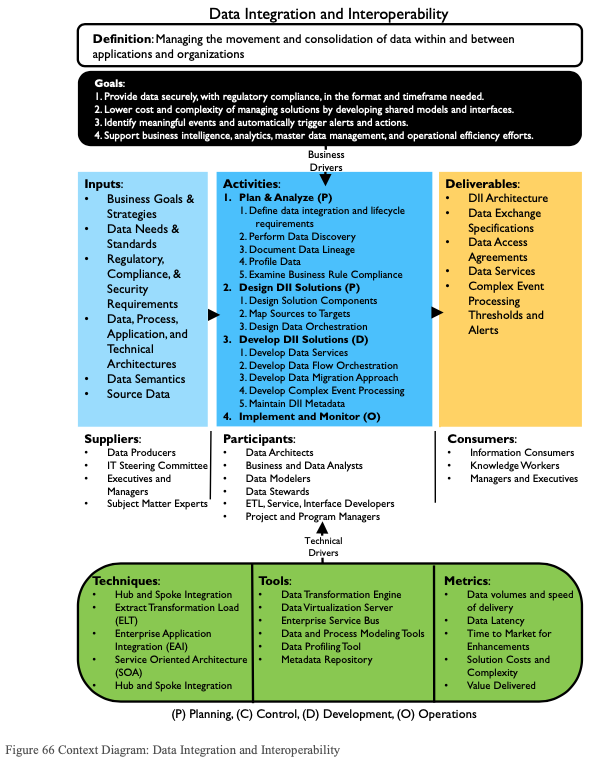 Data Integration and Interoperability
Definition: Managing the movement and consolidation of data within and between
applications and organizations
Goals:
1. Provide data securely, with regulatory compliance, in the format and timeframe needed.
2. Lower cost and complexity of managing solutions by developing shared models and interfaces.
3. Identify meaningful events and automatically trigger alerts and actions.
4. Support business intelligence, analytics, master data management, and operational efficiency efforts.
Business
Drivers
Inputs:
• Business Goals &
Strategies
• Data Needs &
Standards
• Regulatory,
Compliance, &
Security
Requirements
• Data, Process,
Application, and
Technical
Architectures
• Data Semantics
• Source Data
Activities:
1. Plan & Analyze (P)
1. Define data integration and lifecycle
requirements
2. Perform Data Discovery
3. Document Data Lineage
4. Profile Data
5. Examine Business Rule Compliance
2. Design DII Solutions (P)
1. Design Solution Components
2. Map Sources to Targets
3. Design Data Orchestration
3. Develop DII Solutions (D)
1. Develop Data Services
2. Develop Data Flow Orchestration
3. Develop Data Migration Approach
4. Develop Complex Event Processing
5. Maintain DII Metadata
4. Implement and Monitor (O)
Deliverables:
• DII Architecture
• Data Exchange
Specifications
• Data Access
Agreements
• Data Services
• Complex Event
Processing
Thresholds and
Alerts
Suppliers:
• Data Producers
• IT Steering Committee
• Executives and
Managers
• Subject Matter Experts
Participants:
• Data Architects
• Business and Data Analysts
• Data Modelers
• Data Stewards
• ETL, Service, Interface Developers
• Project and Program Managers
Consumers:
• Information Consumers
• Knowledge Workers
• Managers and Executives
Technical
Drivers
Techniques:
• Hub and Spoke Integration
• Extract Transformation Load
(ELT)
• Enterprise Application
Integration (EAI)
• Service Oriented Architecture
(SOA)
• Hub and Spoke Integration
Tools:
• Data Transformation Engine
• Data Virtualization Server
• Enterprise Service Bus
• Data and Process Modeling Tools
• Data Profiling Tool
• Metadata Repository
Metrics:
• Data volumes and speed
of delivery
• Data Latency
• Time to Market for
Enhancements
• Solution Costs and
Complexity
• Value Delivered
(P) Planning, (C) Control, (D) Development, (O) Operations
Figure 66 Context Diagram: Data Integration and Interoperability